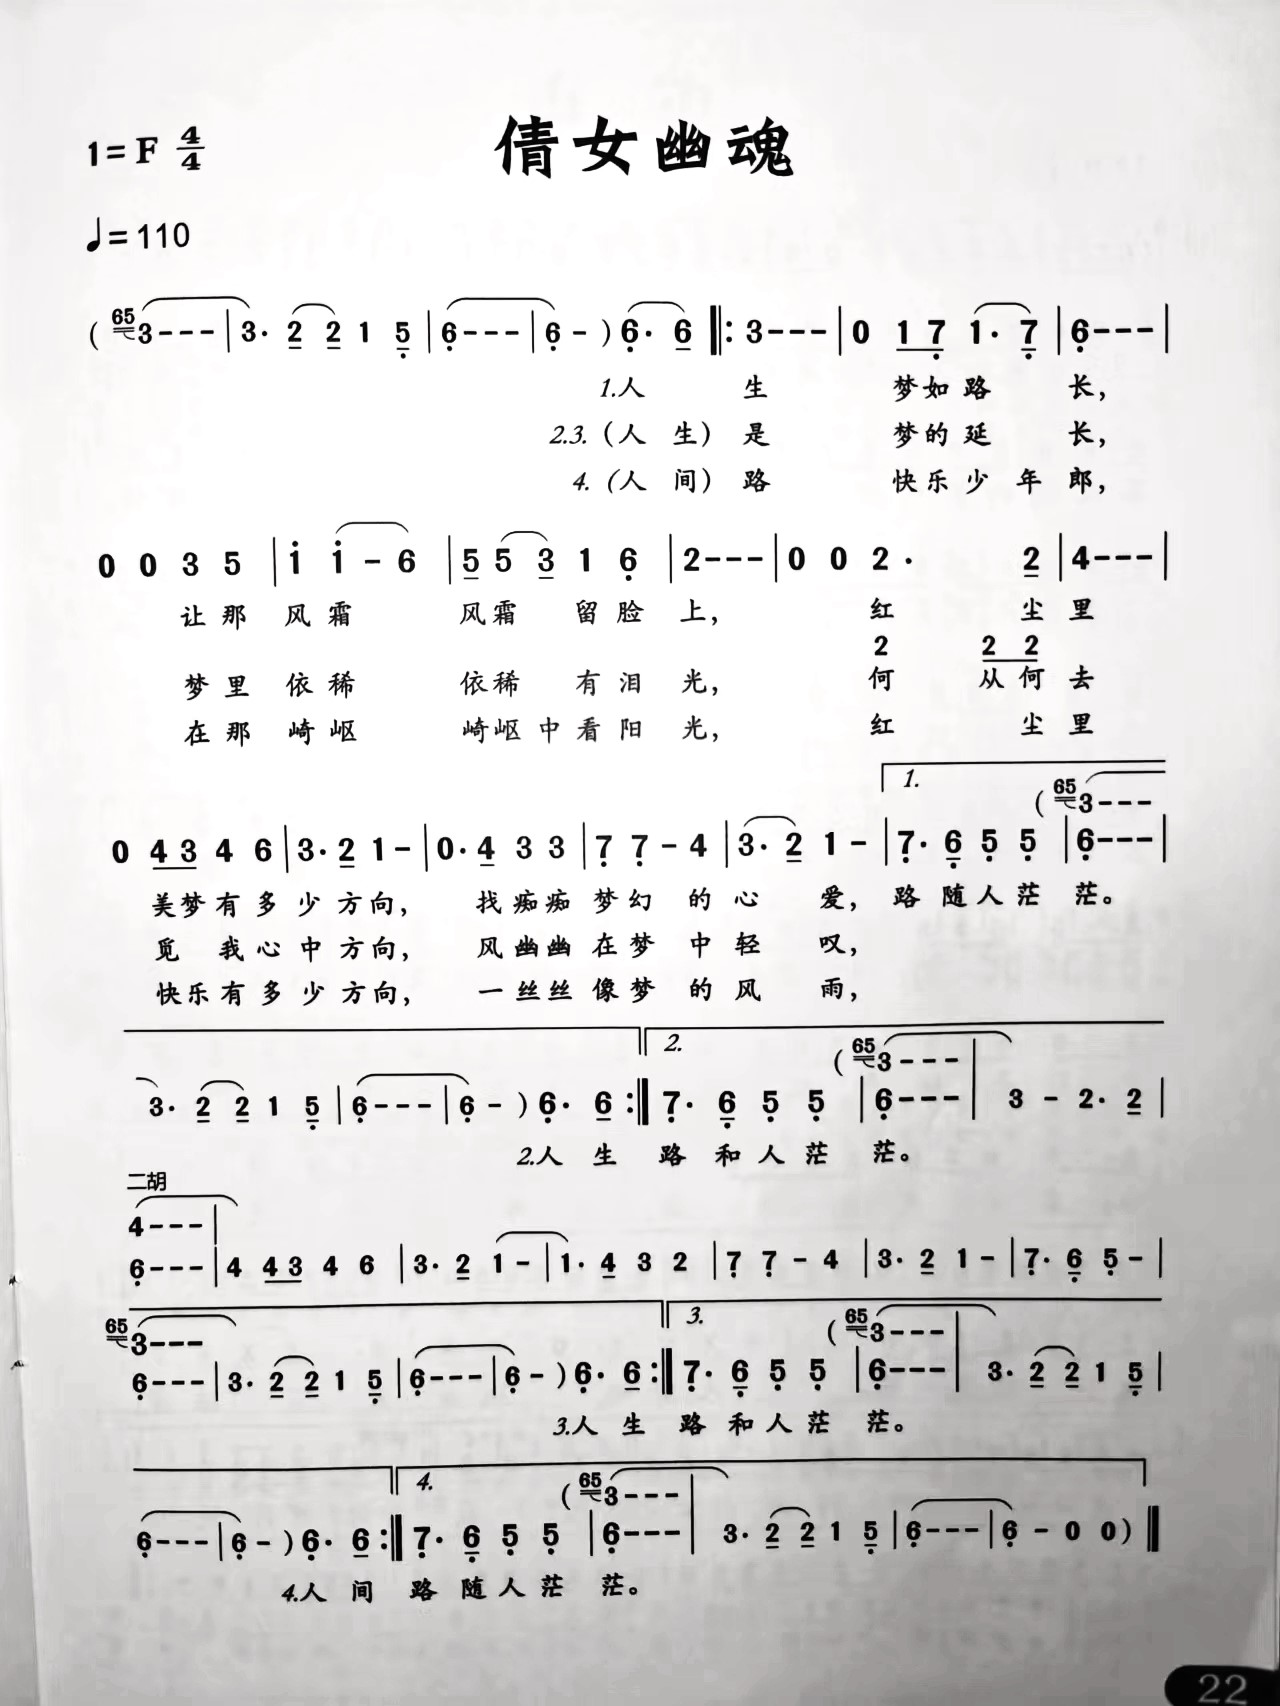 倩女幽魂
1=F 4/4
♩=110
( 65 3--- | 3· 2 2 1 5 | 6--- | 6- ) 6· 6 ‖: 3--- | 0 1 7 1· 7 | 6--- |
1.人 生 梦如路 长，
2.3.（人 生）是 梦的延 长，
4.（人 间）路 快乐少年郎，
0 0 3 5 | i i - 6 | 5 5 3 1 6 | 2--- | 0 0 2· 2 | 4--- |
让那风霜 风霜 留脸上， 红 尘里
2 2 2
梦里依稀 依稀 有泪光， 何 从何去
在那崎岖 崎岖中看阳光， 红 尘里
1.
( 65 3---
0 4 3 4 6 | 3· 2 1 - | 0· 4 3 3 | 7 7 - 4 | 3· 2 1 - | 7· 6 5 5 | 6--- |
美梦有多少方向， 找痴痴梦幻的心爱， 路随人茫茫。
觅 我心中方向， 风幽幽在梦中轻叹，
快乐有多少方向， 一丝丝像梦的风雨，
2.
( 65 3--- |
3· 2 2 1 5 | 6--- | 6- ) 6· 6 :‖ 7· 6 5 5 | 6--- | 3 - 2· 2 |
2.人 生 路和人茫茫。
二胡
4--- |
6--- | 4 4 3 4 6 | 3· 2 1 - | 1· 4 3 2 | 7 7 - 4 | 3· 2 1 - | 7· 6 5 - |
3.
65 3--- ( 65 3--- |
6--- | 3· 2 2 1 5 | 6--- | 6- ) 6· 6 :‖ 7· 6 5 5 | 6--- | 3· 2 2 1 5 |
3.人 生 路和人茫茫。
4.
( 65 3--- |
6--- | 6- ) 6· 6 :‖ 7· 6 5 5 | 6--- | 3· 2 2 1 5 | 6--- | 6 - 0 0 ) ‖
4.人 间 路随人茫茫。
22